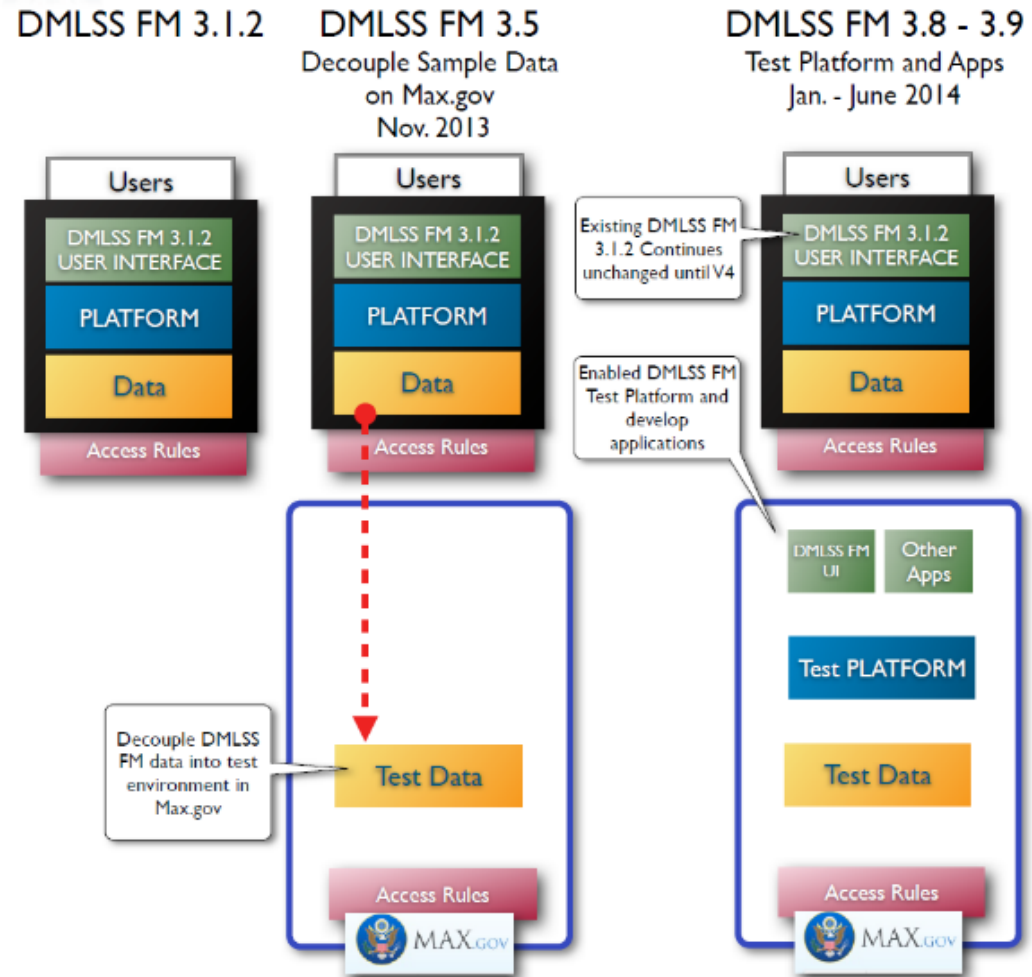 DMLSS FM 3.1.2
DMLSS FM 3.5
Decouple Sample Data
on Max.gov
Nov. 2013
DMLSS FM 3.8 - 3.9
Test Platform and Apps
Jan. - June 2014
Users
DMLSS FM 3.1.2
USER INTERFACE
PLATFORM
Data
Access Rules
Users
DMLSS FM 3.1.2
USER INTERFACE
PLATFORM
Data
Access Rules
Decouple DMLSS
FM data into test
environment in
Max.gov
Test Data
Access Rules
MAX.GOV
Existing DMLSS FM
3.1.2 Continues
unchanged until V4
Users
DMLSS FM 3.1.2
USER INTERFACE
PLATFORM
Data
Access Rules
Enabled DMLSS FM
Test Platform and
develop
applications
DMLSS FM
UI
Other
Apps
Test PLATFORM
Test Data
Access Rules
MAX.GOV